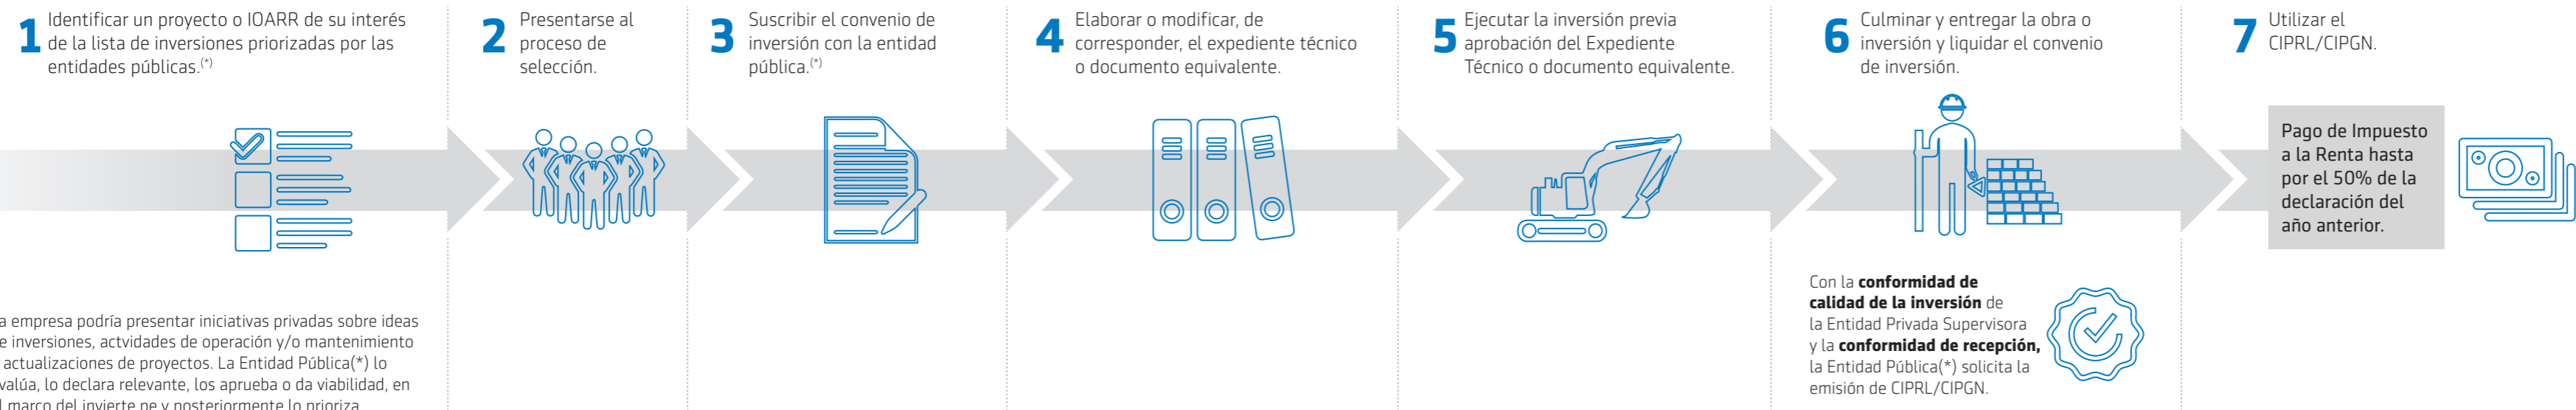 1 Identificar un proyecto o IOARR de su interés
de la lista de inversiones priorizadas por las
entidades públicas.(*)
a empresa podría presentar iniciativas privadas sobre ideas
e inversiones, actvidades de operación y/o mantenimiento
actualizaciones de proyectos. La Entidad Pública(*) lo
valúa, lo declara relevante, los aprueba o da viabilidad, en
l marco del invierte pe y posteriormente lo prioriza
2 Presentarse al
proceso de
selección.
3 Suscribir el convenio de
inversión con la entidad
pública.(*)
4 Elaborar o modificar, de
corresponder, el expediente técnico
o documento equivalente.
5 Ejecutar la inversión previa
aprobación del Expediente
Técnico o documento equivalente.
6 Culminar y entregar la obra o
inversión y liquidar el convenio
de inversión.
Con la conformidad de
calidad de la inversión de
la Entidad Privada Supervisora
y la conformidad de recepción,
la Entidad Pública(*) solicita la
emisión de CIPRL/CIPGN.
7 Utilizar el
CIPRL/CIPGN.
Pago de Impuesto
a la Renta hasta
por el 50% de la
declaración del
año anterior.